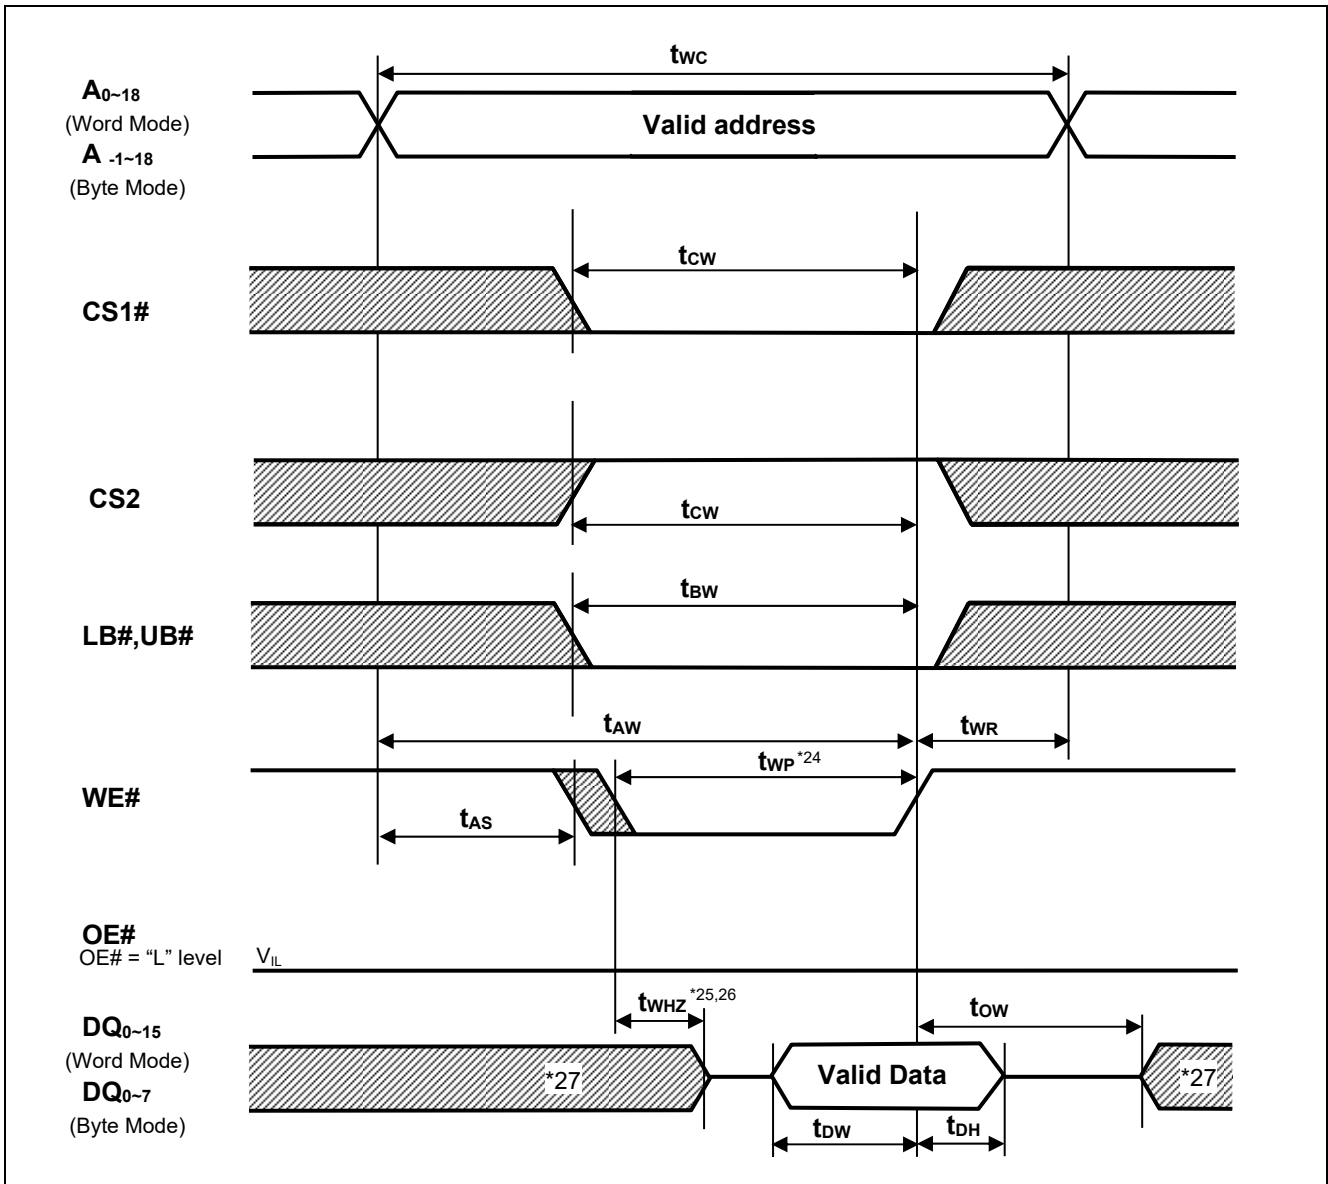 tWC
A0~18
(Word Mode)
Valid address
A -1~18
(Byte Mode)
tCW
CS1#
CS2
tCW
tBW
LB#,UB#
tAW
tWR
tWP *24
WE#
tAS
OE#
OE# = “L” level VIL
tWHZ *25,26
tOW
DQ0~15
(Word Mode)
*27
Valid Data
*27
DQ0~7
(Byte Mode)
tDW
tDH